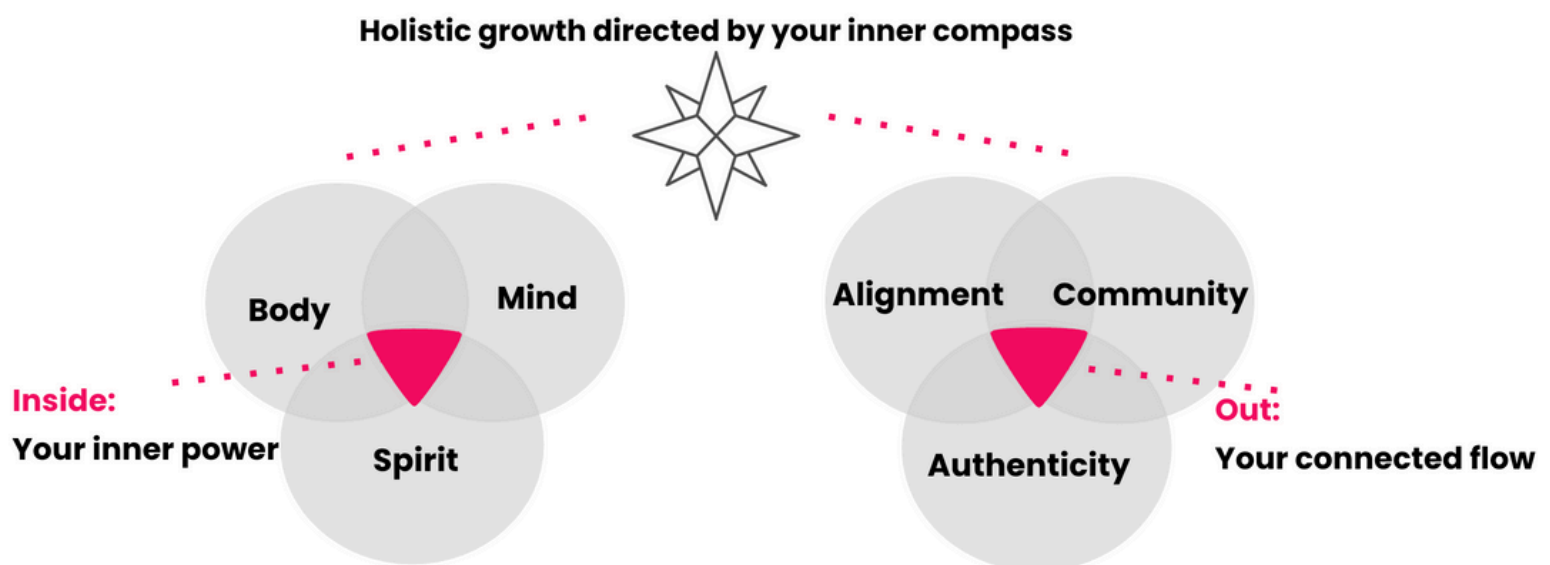 Holistic growth directed by your inner compass
Body
Mind
Spirit
Inside:
Your inner power
Alignment
Community
Authenticity
Out:
Your connected flow